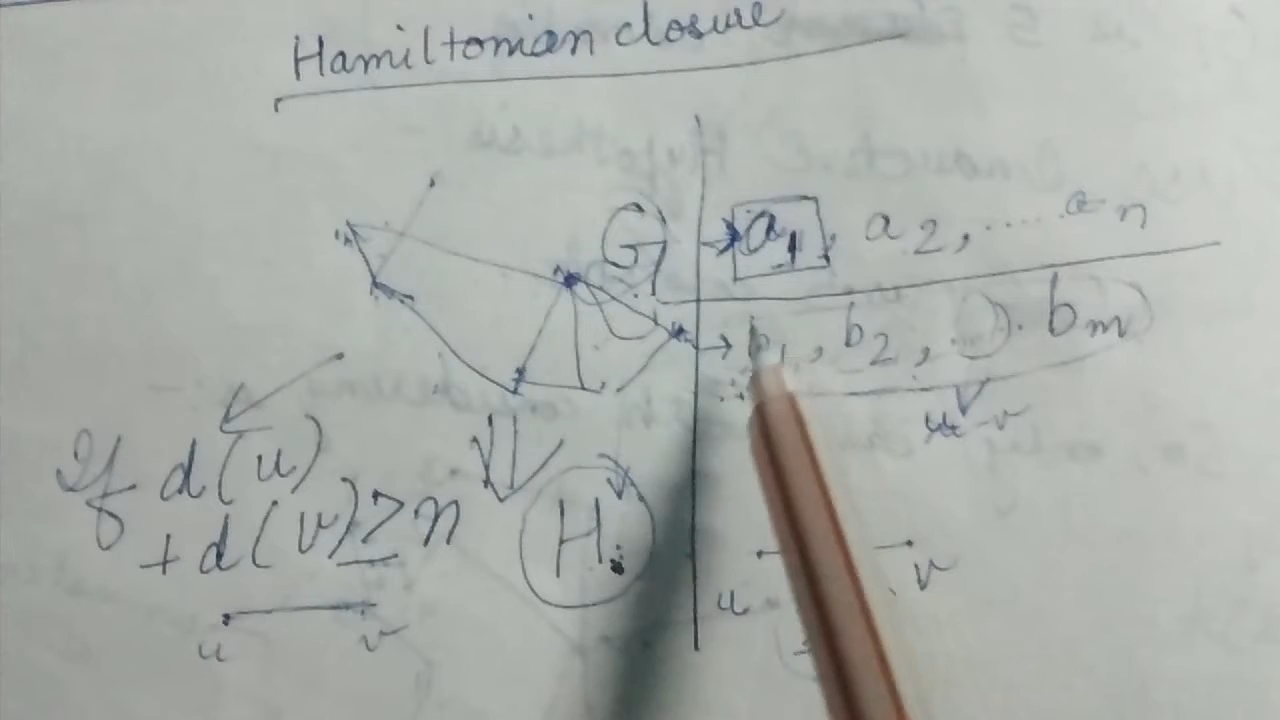 Hamiltonian closure
G
a1, a2, ..... an
b1, b2, ...). bm)
u-v
If d(u)
+ d(v) ≥ n
H.
u v
u v